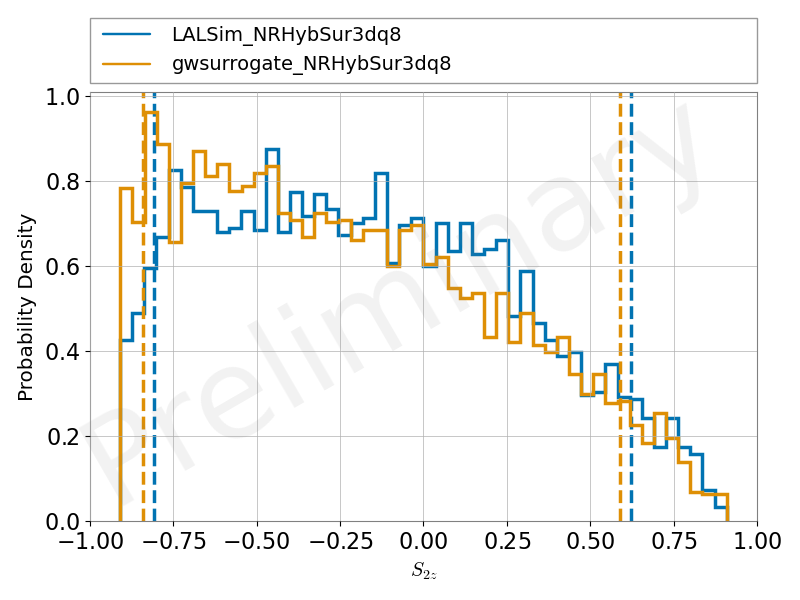 LALSim_NRHybSur3dq8
gwsurrogate_NRHybSur3dq8
1.0
0.8
0.6
0.4
0.2
0.0
Probability Density
Preliminary
−1.00 −0.75 −0.50 −0.25 0.00 0.25 0.50 0.75 1.00
S2z